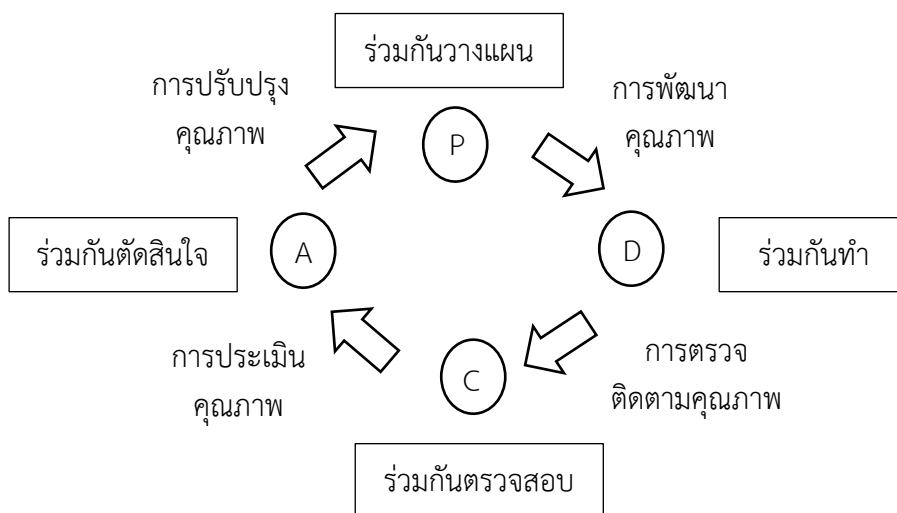 ร่วมกันวางแผน
การปรับปรุง
คุณภาพ
การพัฒนา
คุณภาพ
P
ร่วมกันตัดสินใจ
A
D
ร่วมกันทำ
การประเมิน
คุณภาพ
การตรวจ
ติดตามคุณภาพ
C
ร่วมกันตรวจสอบ